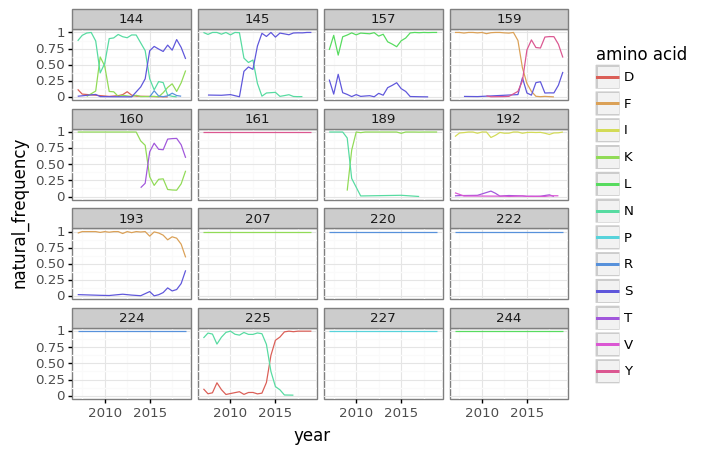 144 145 157 159
1
0.75
0.5
0.25
0
160 161 189 192
1
0.75
0.5
0.25
0
193 207 220 222
1
0.75
0.5
0.25
0
224 225 227 244
1
0.75
0.5
0.25
0
2010 2015 2010 2015 2010 2015 2010 2015
year
natural_frequency
amino acid
D
F
I
K
L
N
P
R
S
T
V
Y